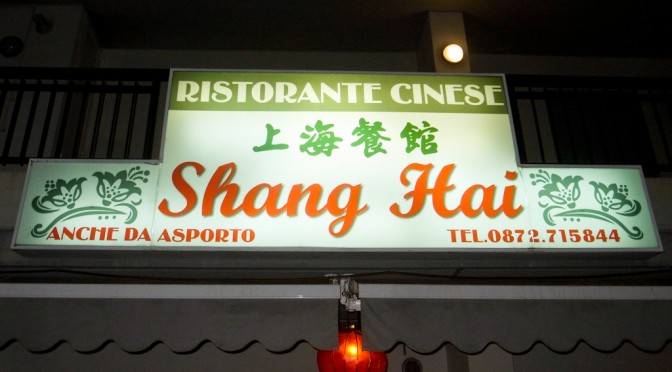 RISTORANTE CINESE
上海餐館
Shang Hai
ANCHE DA ASPORTO
TEL.0872.715844